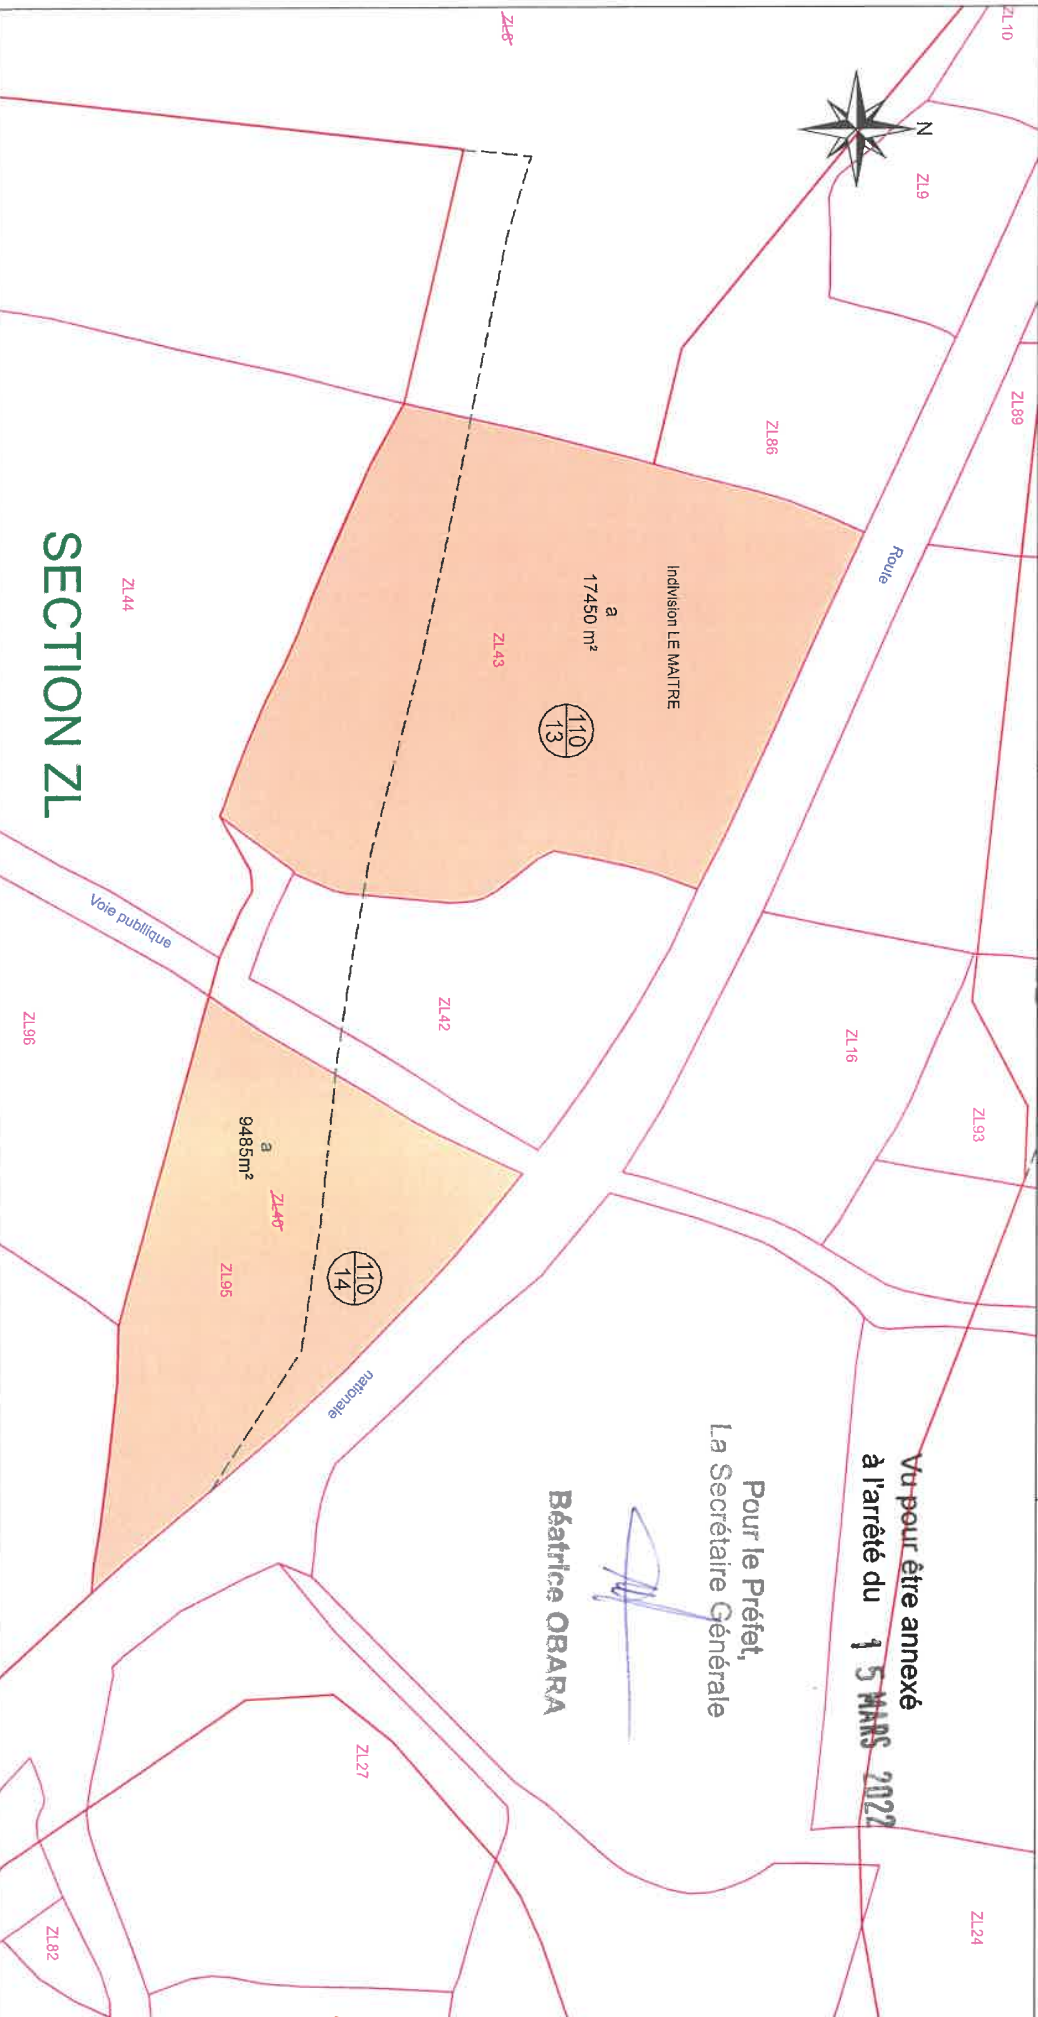 ZL10
ZL8
N
ZL9
ZL89
ZL86
Route
Indivision LE MAITRE
a
17450 m²
ZL43
110
13
ZL44
SECTION ZL
Voie publlique
ZL42
ZL16
ZL93
ZL96
a
9485m²
ZL40
ZL95
110
14
nationale
Vu pour être annexé
à l'arrêté du 15 MARS 2022
Pour le Préfet,
La Secrétaire Générale
Béatrice OBARA
ZL27
ZL24
ZL82